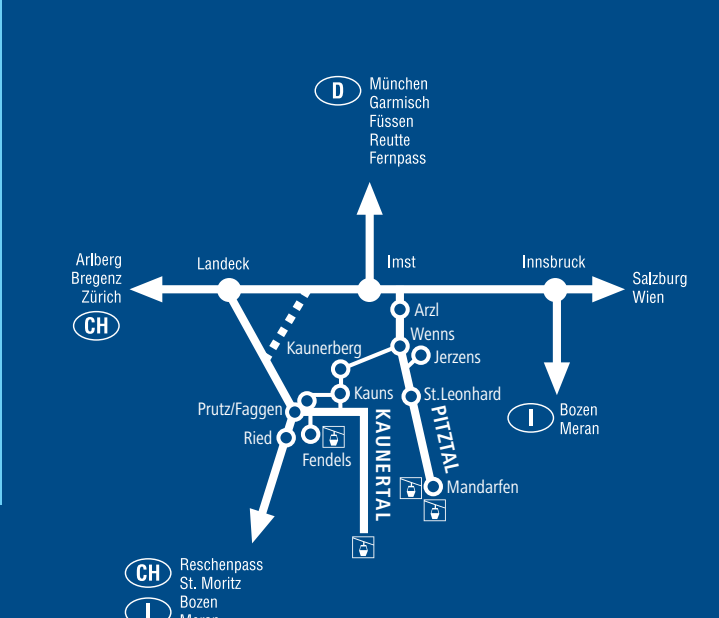 D
München
Garmisch
Füssen
Reutte
Fernpass
Arlberg
Bregenz
Zürich
CH
Landeck
Imst
Innsbruck
Salzburg
Wien
Arzl
Wenns
Jerzens
Kaunerberg
Kauns
St.Leonhard
Prutz/Faggen
Ried
Fendels
KAUNERTAL
PITZTAL
Mandarfen
I
Bozen
Meran
CH
Reschenpass
St. Moritz
I
Bozen
Meran